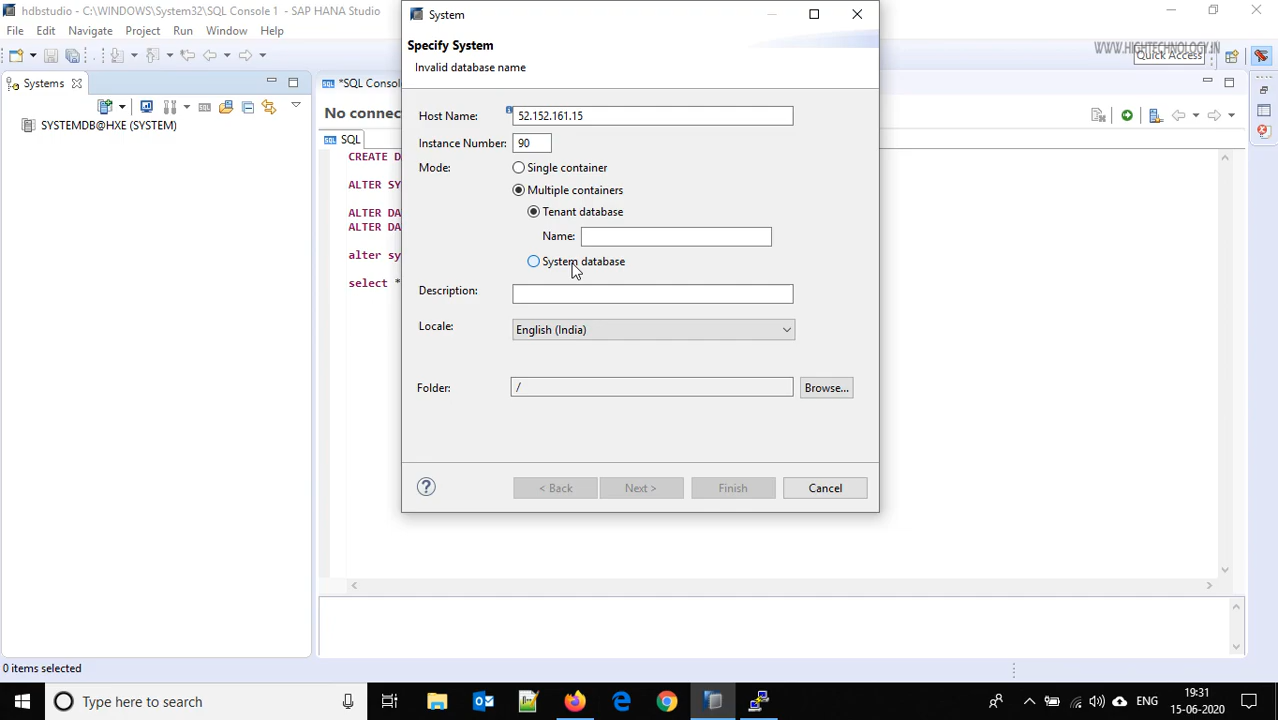 hdbstudio - C:\WINDOWS\System32\SQL Console 1 - SAP HANA Studio
File Edit Navigate Project Run Window Help
WWW.HIGHTECHNOLOGY.IN
Quick Access
Systems
SYSTEMDB@HXE (SYSTEM)
*SQL Conso
No connec
SQL
CREATE DA
ALTER SY
ALTER DA
ALTER DA
alter sy
select *
System
Specify System
Invalid database name
Host Name: 52.152.161.15
Instance Number: 90
Mode: Single container
Multiple containers
Tenant database
Name:
System database
Description:
Locale: English (India)
Folder: / Browse...
? < Back Next > Finish Cancel
0 items selected
Type here to search
ENG
19:31
15-06-2020